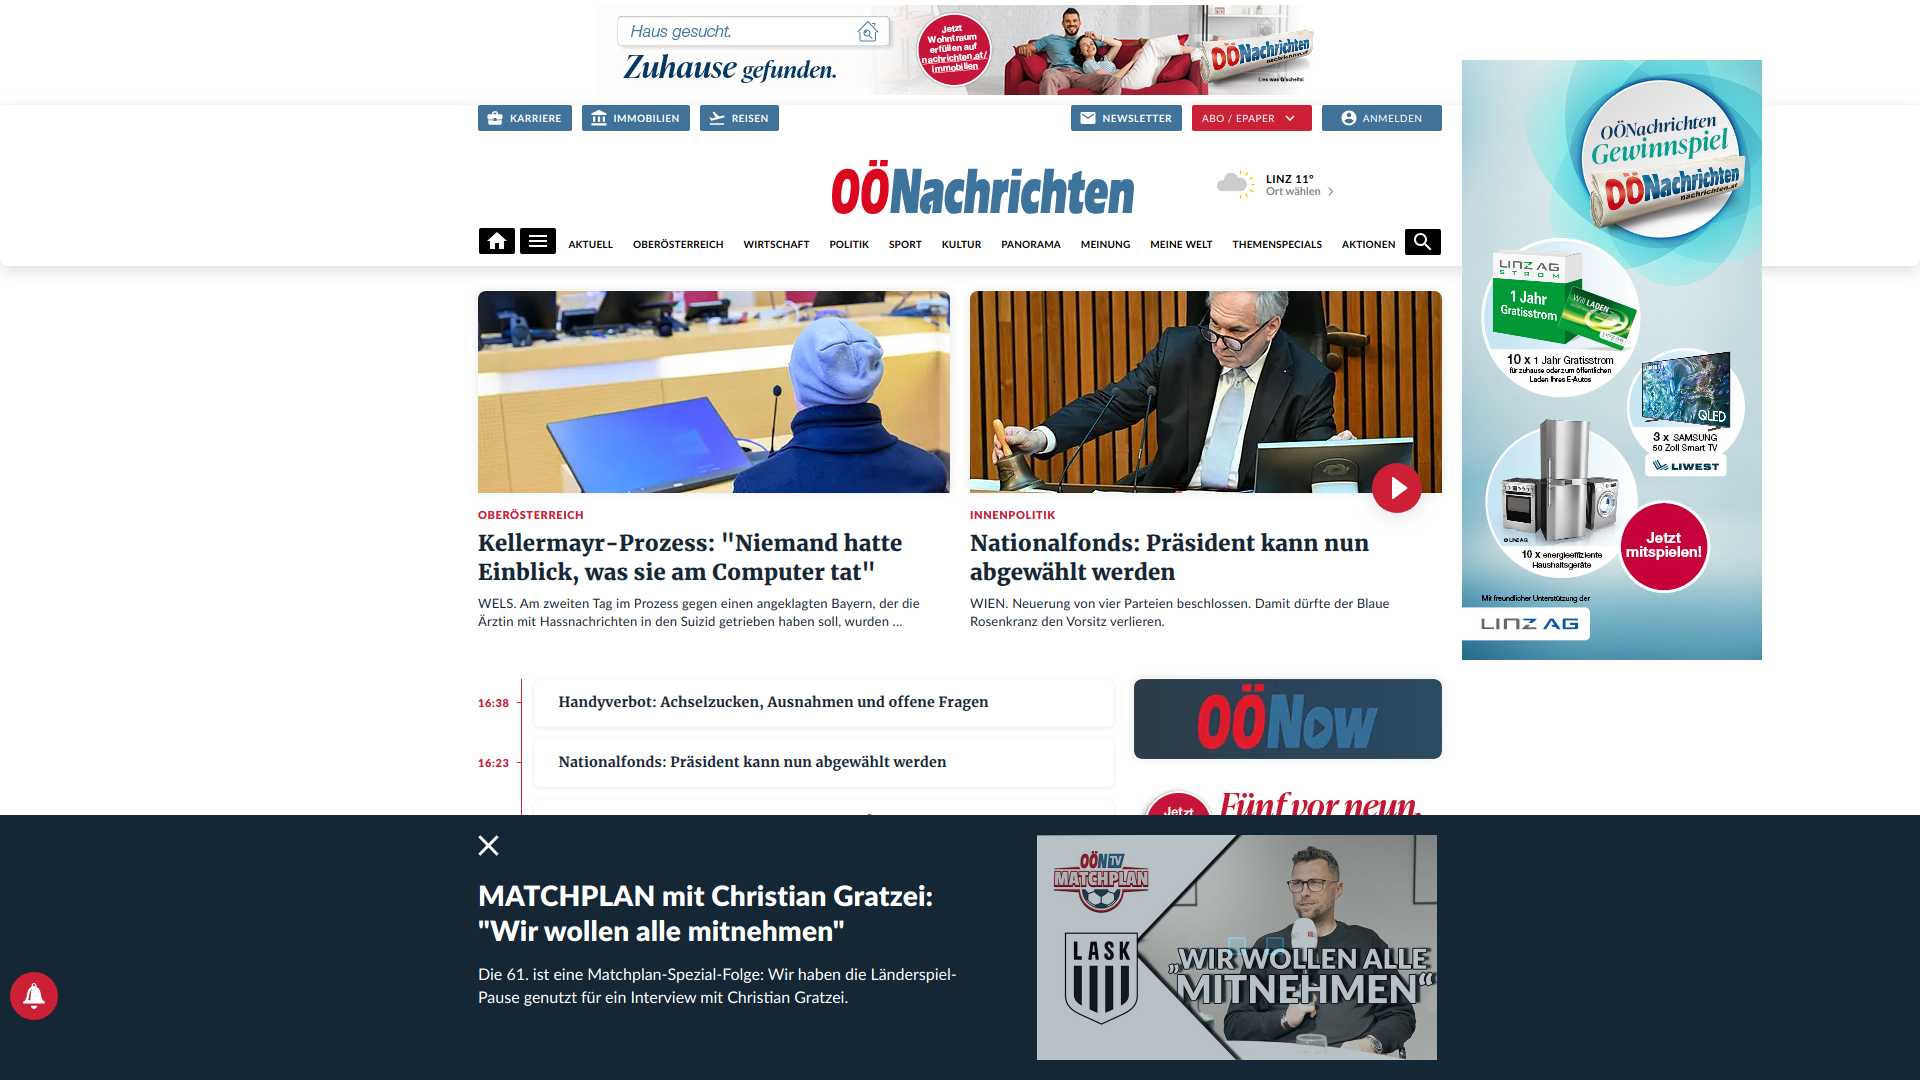 Haus gesucht.
Zuhause gefunden.
Jetzt
Wohntraum
erfüllen auf
nachrichten.at/
immobilien
OÖNachrichten
Lies was G'scheits!
KARRIERE
IMMOBILIEN
REISEN
NEWSLETTER
ABO / EPAPER
ANMELDEN
OÖNachrichten
LINZ 11°
Ort wählen
AKTUELL
OBERÖSTERREICH
WIRTSCHAFT
POLITIK
SPORT
KULTUR
PANORAMA
MEINUNG
MEINE WELT
THEMENSPECIALS
AKTIONEN
OÖNachrichten
Gewinnspiel
OÖNachrichten
nachrichten.at
LINZ AG
STROM
1 Jahr
Gratisstrom
Will LADEN
10 x 1 Jahr Gratisstrom
für zuhause oder zum öffentlichen
Laden Ihres E-Autos
QLED
3 x SAMSUNG
50 Zoll Smart TV
LIWEST
© LINZ AG
10 x energieeffiziente
Haushaltsgeräte
Jetzt
mitspielen!
Mit freundlicher Unterstützung der
LINZ AG
OBERÖSTERREICH
Kellermayr-Prozess: "Niemand hatte
Einblick, was sie am Computer tat"
WELS. Am zweiten Tag im Prozess gegen einen angeklagten Bayern, der die
Ärztin mit Hassnachrichten in den Suizid getrieben haben soll, wurden ...
INNENPOLITIK
Nationalfonds: Präsident kann nun
abgewählt werden
WIEN. Neuerung von vier Parteien beschlossen. Damit dürfte der Blaue
Rosenkranz den Vorsitz verlieren.
16:38
Handyverbot: Achselzucken, Ausnahmen und offene Fragen
16:23
Nationalfonds: Präsident kann nun abgewählt werden
OÖNow
Jetzt
Fünf vor neun.
MATCHPLAN mit Christian Gratzei:
"Wir wollen alle mitnehmen"
Die 61. ist eine Matchplan-Spezial-Folge: Wir haben die Länderspiel-
Pause genutzt für ein Interview mit Christian Gratzei.
OÖN TV
MATCHPLAN
LASK
„WIR WOLLEN ALLE
MITNEHMEN“